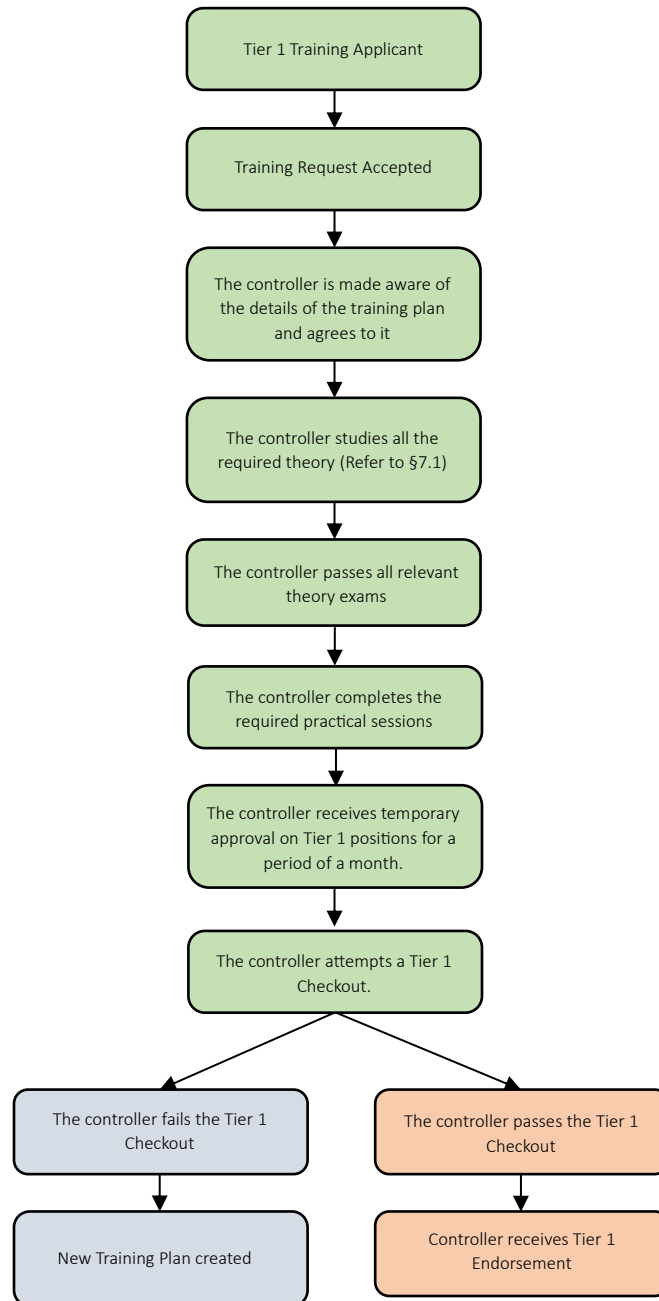 Tier 1 Training Applicant
Training Request Accepted
The controller is made aware of
the details of the training plan
and agrees to it
The controller studies all the
required theory (Refer to §7.1)
The controller passes all relevant
theory exams
The controller completes the
required practical sessions
The controller receives temporary
approval on Tier 1 positions for a
period of a month.
The controller attempts a Tier 1
Checkout.
The controller fails the Tier 1
Checkout
The controller passes the Tier 1
Checkout
New Training Plan created
Controller receives Tier 1
Endorsement